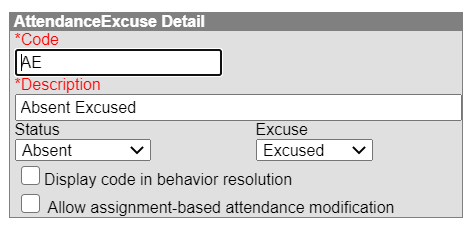 AttendanceExcuse Detail
*Code
AE
*Description
Absent Excused
Status Excuse
Absent Excused
Display code in behavior resolution
Allow assignment-based attendance modification